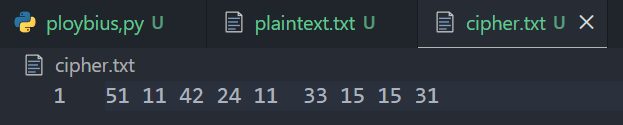 ploybius,py U plaintext.txt U cipher.txt U
cipher.txt
1 51 11 42 24 11  33 15 15 31